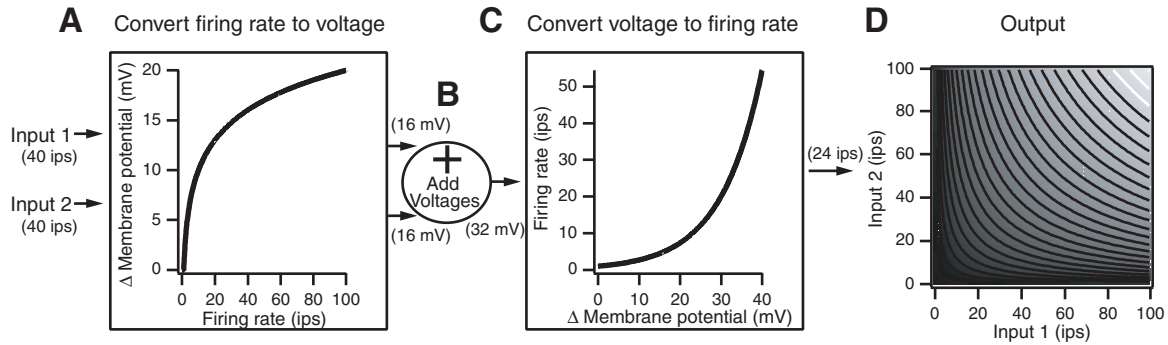 A Convert firing rate to voltage
Input 1
(40 ips)
Input 2
(40 ips)
Δ Membrane potential (mV)
20
15
10
5
0
0 20 40 60 80 100
Firing rate (ips)
B
(16 mV)
+
Add
Voltages
(16 mV)
(32 mV)
C Convert voltage to firing rate
Firing rate (ips)
50
40
30
20
10
0
0 10 20 30 40
Δ Membrane potential (mV)
(24 ips)
D Output
Input 2 (ips)
100
80
60
40
20
0
0 20 40 60 80 100
Input 1 (ips)